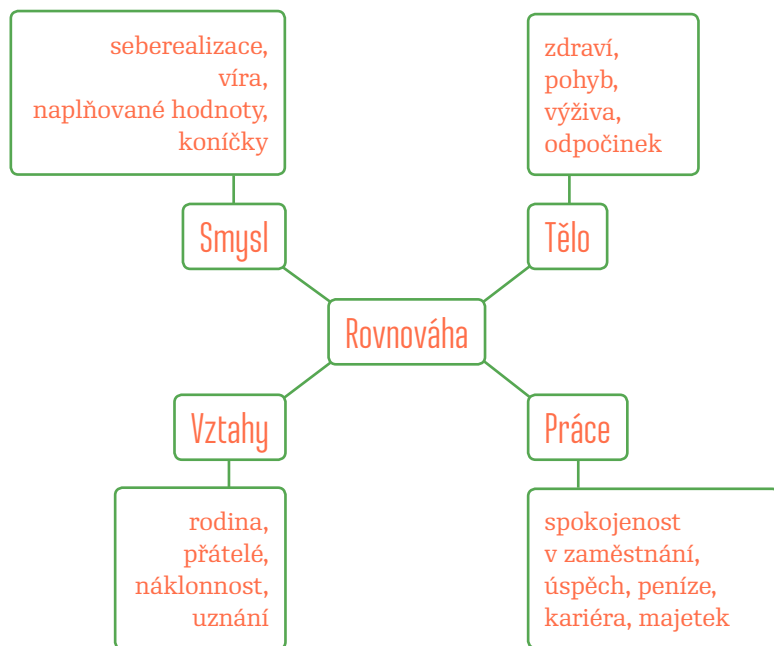 seberealizace,
víra,
naplňované hodnoty,
koníčky
zdraví,
pohyb,
výživa,
odpočinek
Smysl
Tělo
Rovnováha
Vztahy
Práce
rodina,
přátelé,
náklonnost,
uznání
spokojenost
v zaměstnání,
úspěch, peníze,
kariéra, majetek